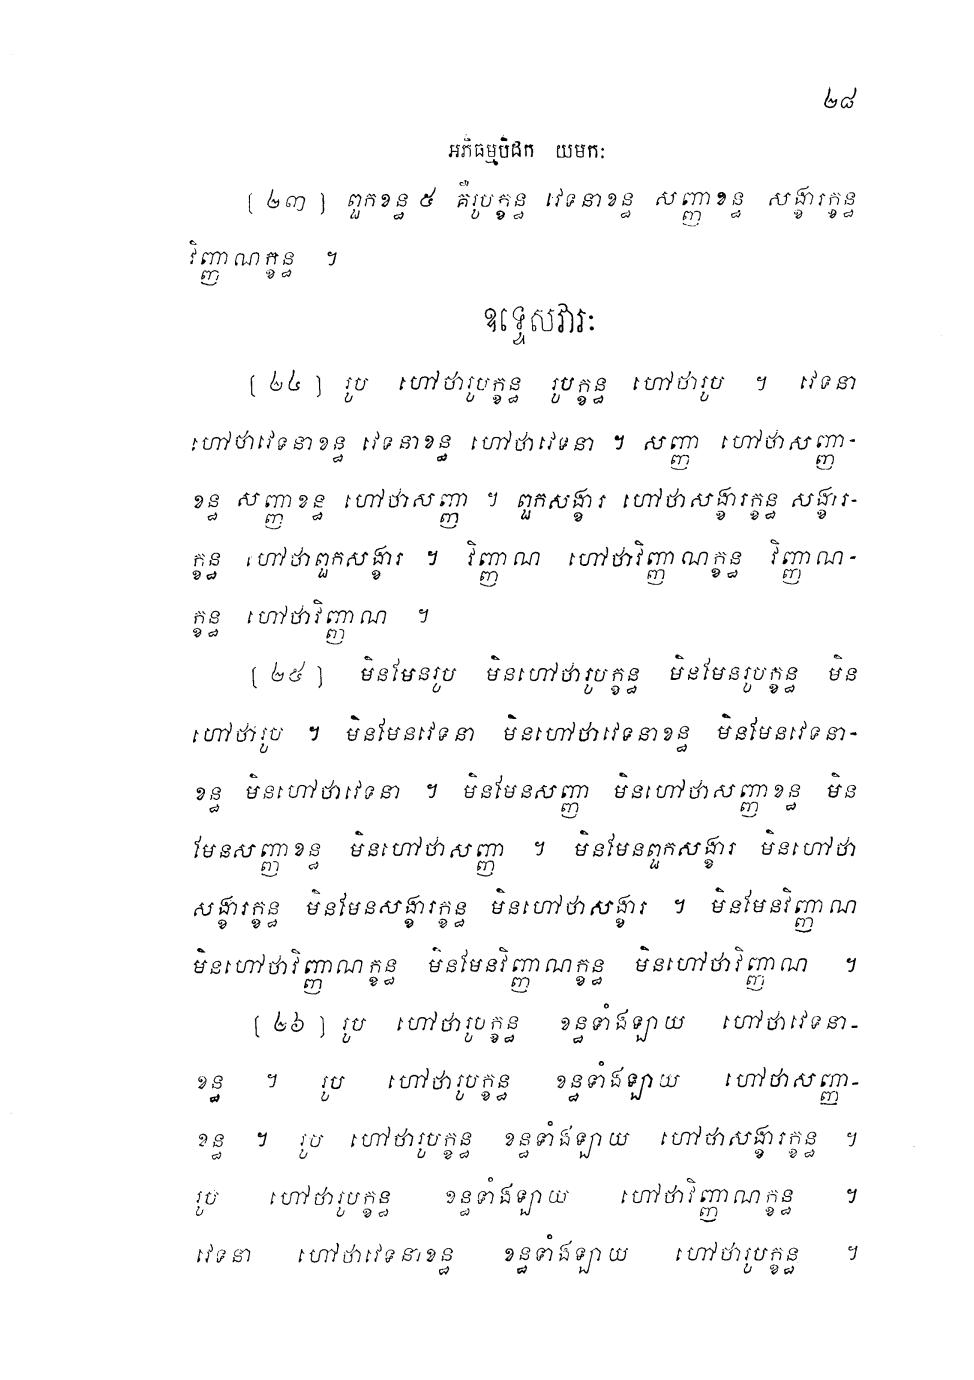 ២៨
អភិធម្មបិដក យមកៈ
[ ២៣ ] ពួកខន្ធ ៥ គឺរូបក្ខន្ធ វេទនាខន្ធ សញ្ញាខន្ធ សង្ខារក្ខន្ធ
វិញ្ញាណក្ខន្ធ ។
ឧទ្ទេសវារៈ
[ ២៤ ] រូប ហៅថារូបក្ខន្ធ រូបក្ខន្ធ ហៅថារូប ។ វេទនា
ហៅថាវេទនាខន្ធ វេទនាខន្ធ ហៅថាវេទនា ។ សញ្ញា ហៅថាសញ្ញា-
ខន្ធ សញ្ញាខន្ធ ហៅថាសញ្ញា ។ ពួកសង្ខារ ហៅថាសង្ខារក្ខន្ធ សង្ខារ-
ក្ខន្ធ ហៅថាពួកសង្ខារ ។ វិញ្ញាណ ហៅថាវិញ្ញាណក្ខន្ធ វិញ្ញាណ-
ក្ខន្ធ ហៅថាវិញ្ញាណ ។
[ ២៥ ] មិនមែនរូប មិនហៅថារូបក្ខន្ធ មិនមែនរូបក្ខន្ធ មិន
ហៅថារូប ។ មិនមែនវេទនា មិនហៅថាវេទនាខន្ធ មិនមែនវេទនា-
ខន្ធ មិនហៅថាវេទនា ។ មិនមែនសញ្ញា មិនហៅថាសញ្ញាខន្ធ មិន
មែនសញ្ញាខន្ធ មិនហៅថាសញ្ញា ។ មិនមែនពួកសង្ខារ មិនហៅថា
សង្ខារក្ខន្ធ មិនមែនសង្ខារក្ខន្ធ មិនហៅថាសង្ខារ ។ មិនមែនវិញ្ញាណ
មិនហៅថាវិញ្ញាណក្ខន្ធ មិនមែនវិញ្ញាណក្ខន្ធ មិនហៅថាវិញ្ញាណ ។
[ ២៦ ] រូប ហៅថារូបក្ខន្ធ ខន្ធទាំងឡាយ ហៅថាវេទនា-
ខន្ធ ។ រូប ហៅថារូបក្ខន្ធ ខន្ធទាំងឡាយ ហៅថាសញ្ញា-
ខន្ធ ។ រូប ហៅថារូបក្ខន្ធ ខន្ធទាំងឡាយ ហៅថាសង្ខារក្ខន្ធ ។
រូប ហៅថារូបក្ខន្ធ ខន្ធទាំងឡាយ ហៅថាវិញ្ញាណក្ខន្ធ ។
វេទនា ហៅថាវេទនាខន្ធ ខន្ធទាំងឡាយ ហៅថារូបក្ខន្ធ ។